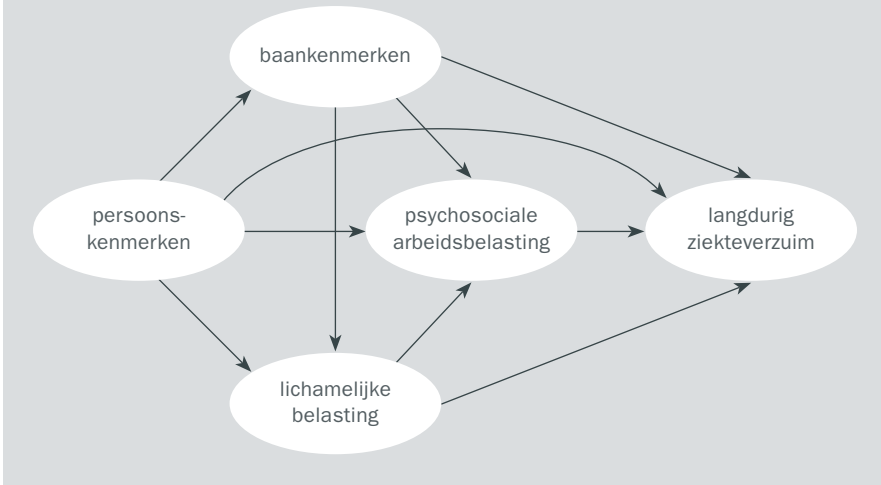 baankenmerken
persoons-
kenmerken
psychosociale
arbeidsbelasting
langdurig
ziekteverzuim
lichamelijke
belasting